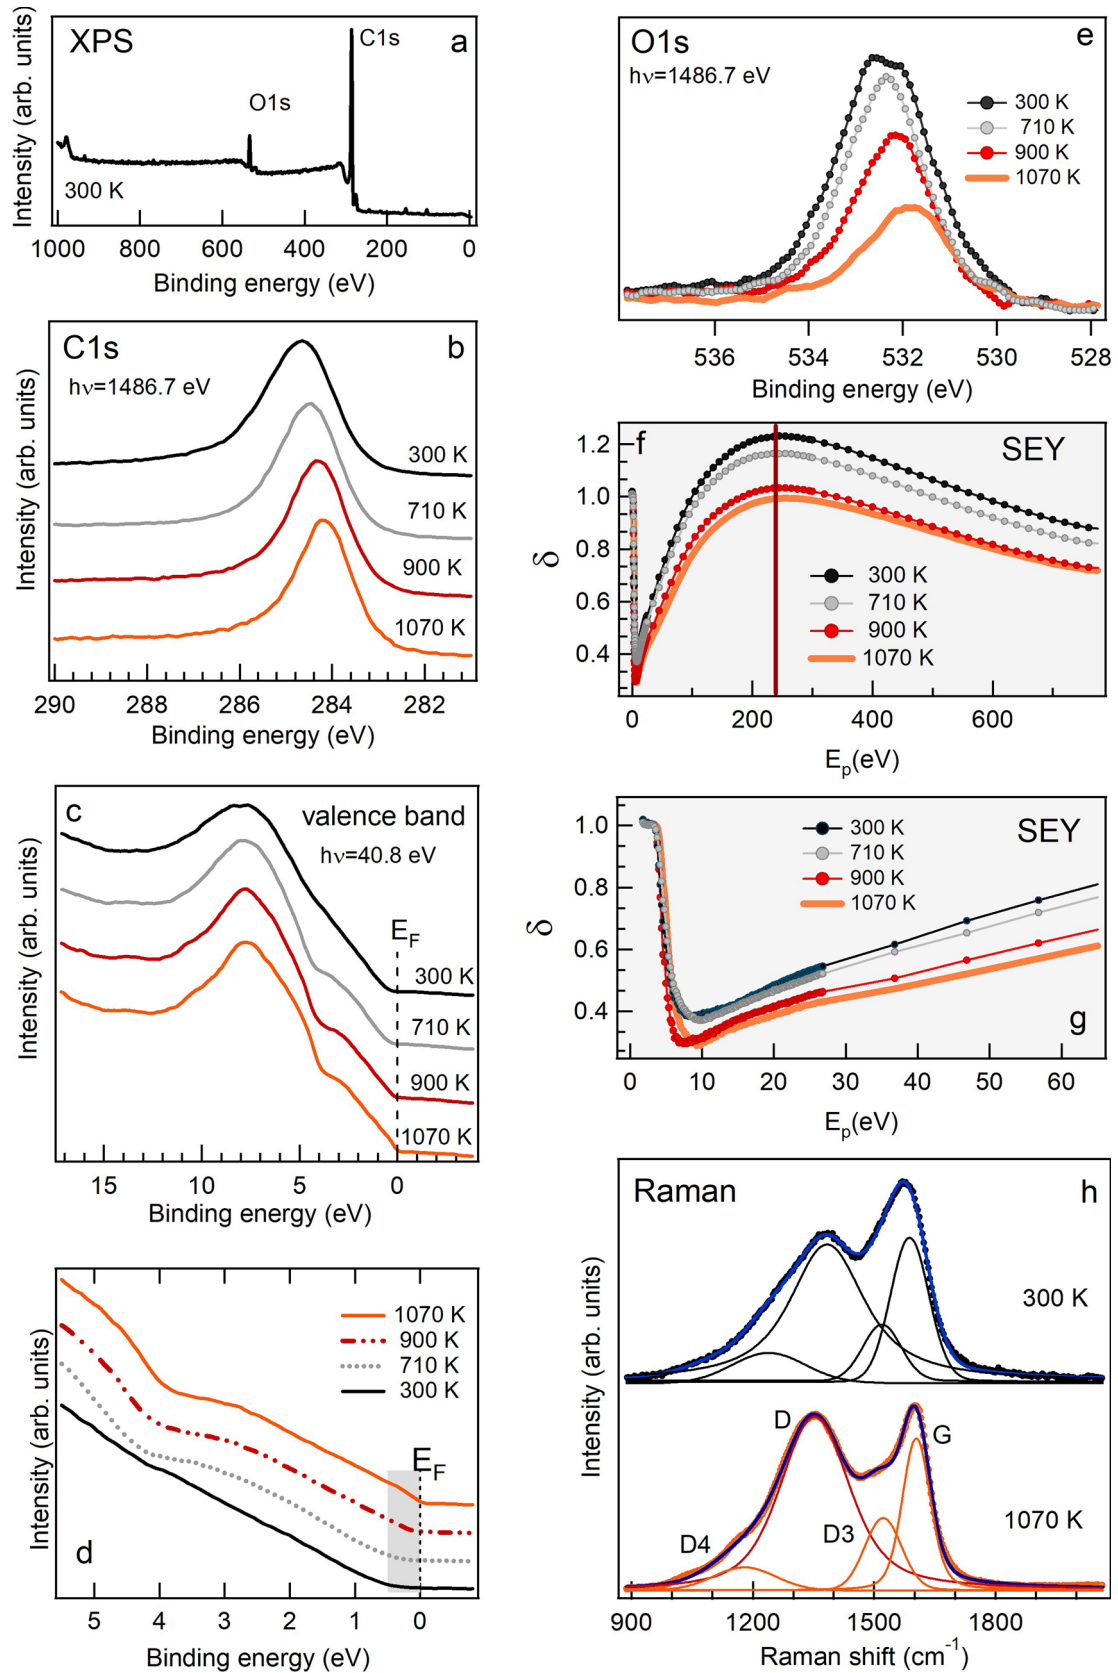 XPS
a
C1s
O1s
300 K
Intensity (arb. units)
1000 800 600 400 200 0
Binding energy (eV)
C1s
b
hν=1486.7 eV
300 K
710 K
900 K
1070 K
Intensity (arb. units)
290 288 286 284 282
Binding energy (eV)
c
valence band
hν=40.8 eV
E_F
300 K
710 K
900 K
1070 K
Intensity (arb. units)
15 10 5 0
Binding energy (eV)
1070 K
900 K
710 K
300 K
E_F
d
Intensity (arb. units)
5 4 3 2 1 0
Binding energy (eV)
O1s
e
hν=1486.7 eV
300 K
710 K
900 K
1070 K
Intensity (arb. units)
536 534 532 530 528
Binding energy (eV)
f
SEY
1.2
1.0
0.8
0.6
0.4
δ
300 K
710 K
900 K
1070 K
0 200 400 600
E_p(eV)
SEY
1.0
0.8
0.6
0.4
δ
300 K
710 K
900 K
1070 K
g
0 10 20 30 40 50 60
E_p(eV)
Raman
h
300 K
D
G
D4
D3
1070 K
Intensity (arb. units)
900 1200 1500 1800
Raman shift (cm⁻¹)